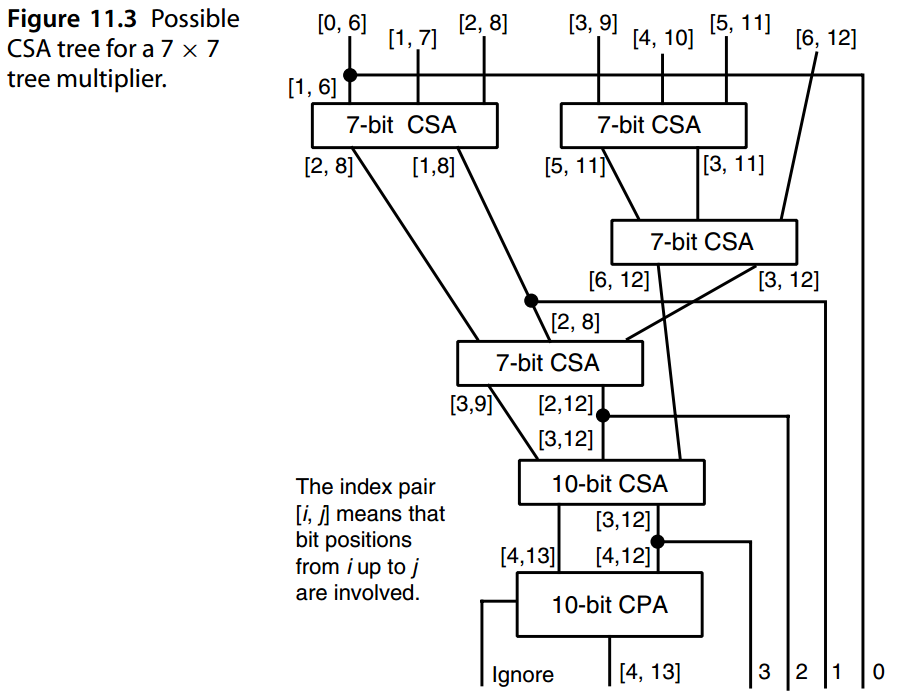 Figure 11.3 Possible
CSA tree for a 7 × 7
tree multiplier.
[0, 6]
[1, 7]
[2, 8]
[3, 9]
[4, 10]
[5, 11]
[6, 12]
[1, 6]
7-bit CSA
7-bit CSA
[2, 8]
[1,8]
[5, 11]
[3, 11]
7-bit CSA
[6, 12]
[3, 12]
[2, 8]
7-bit CSA
[3,9]
[2,12]
[3,12]
10-bit CSA
The index pair
[i, j] means that
bit positions
from i up to j
are involved.
[3,12]
[4,13]
[4,12]
10-bit CPA
Ignore
[4, 13]
3
2
1
0